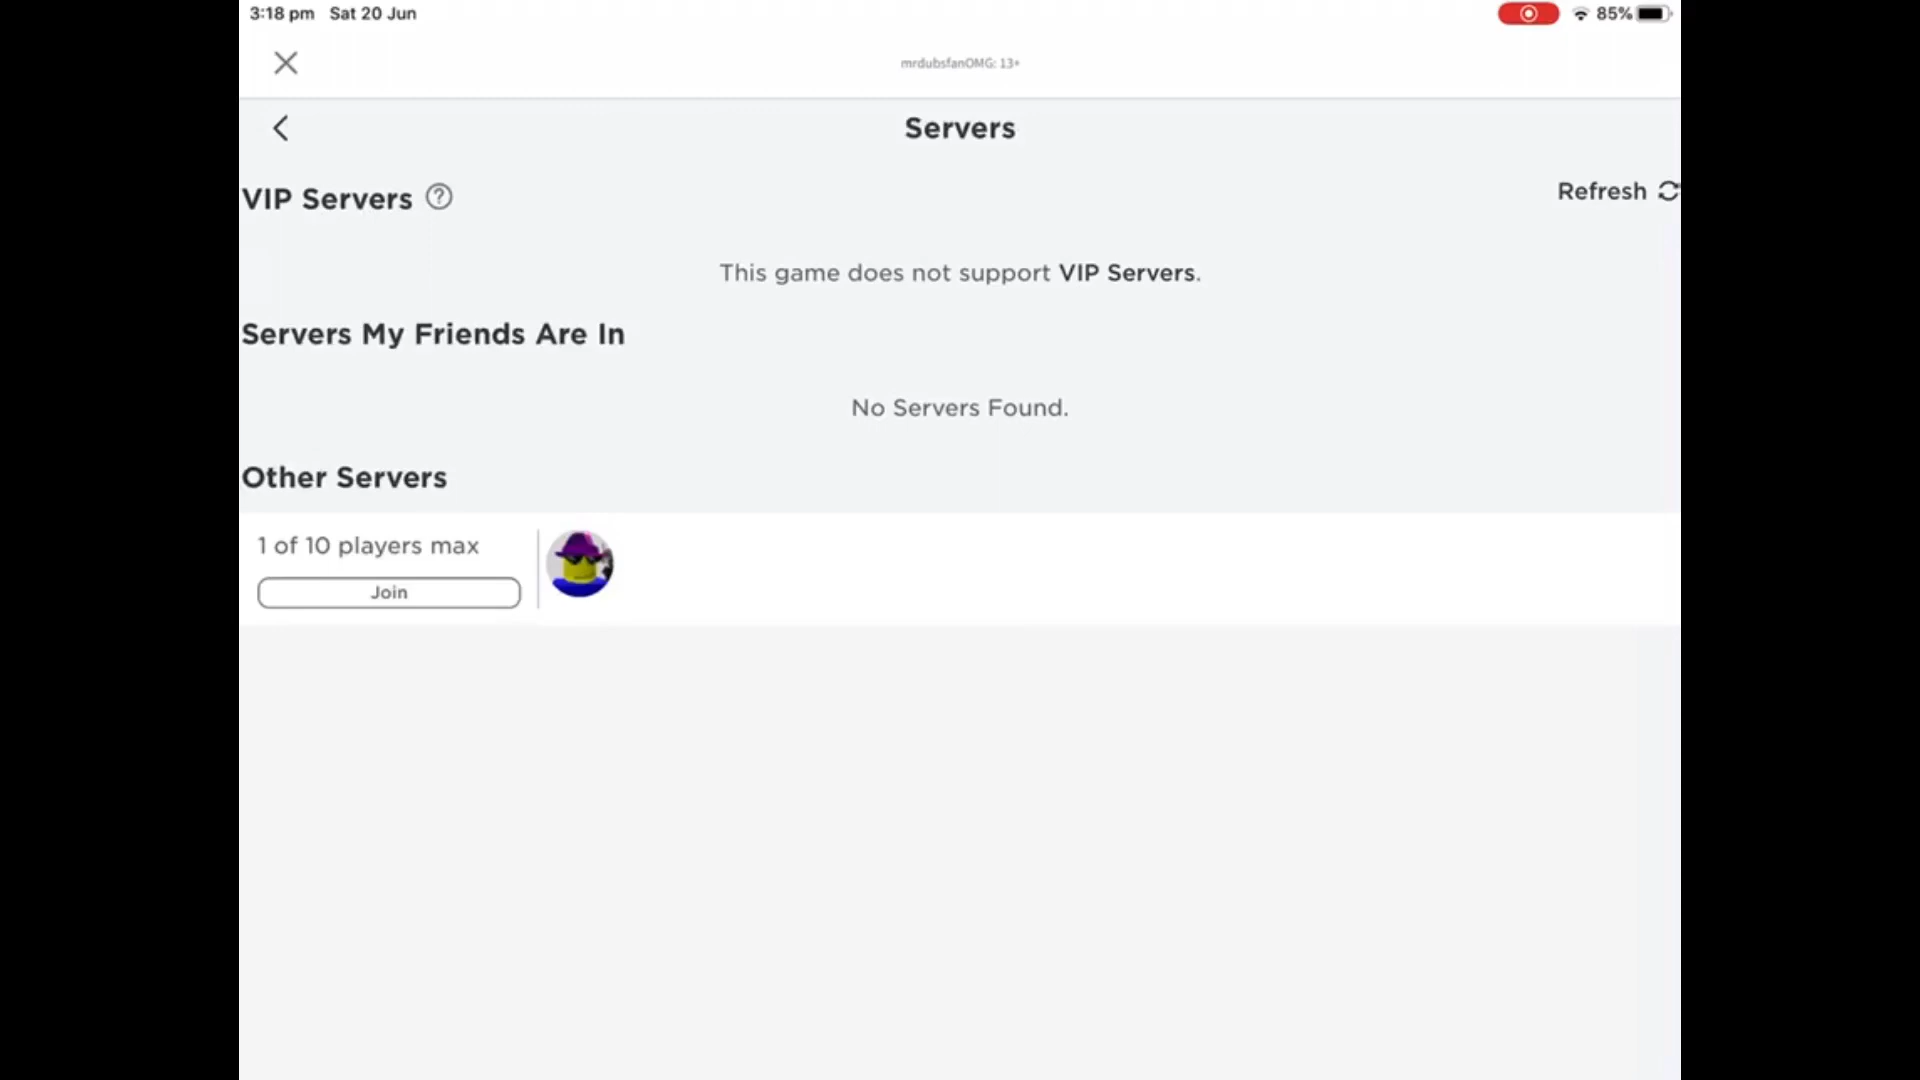 3:18 pm Sat 20 Jun
85%
mrdubsfanOMG: 13+
Servers
VIP Servers
Refresh
This game does not support VIP Servers.
Servers My Friends Are In
No Servers Found.
Other Servers
1 of 10 players max
Join